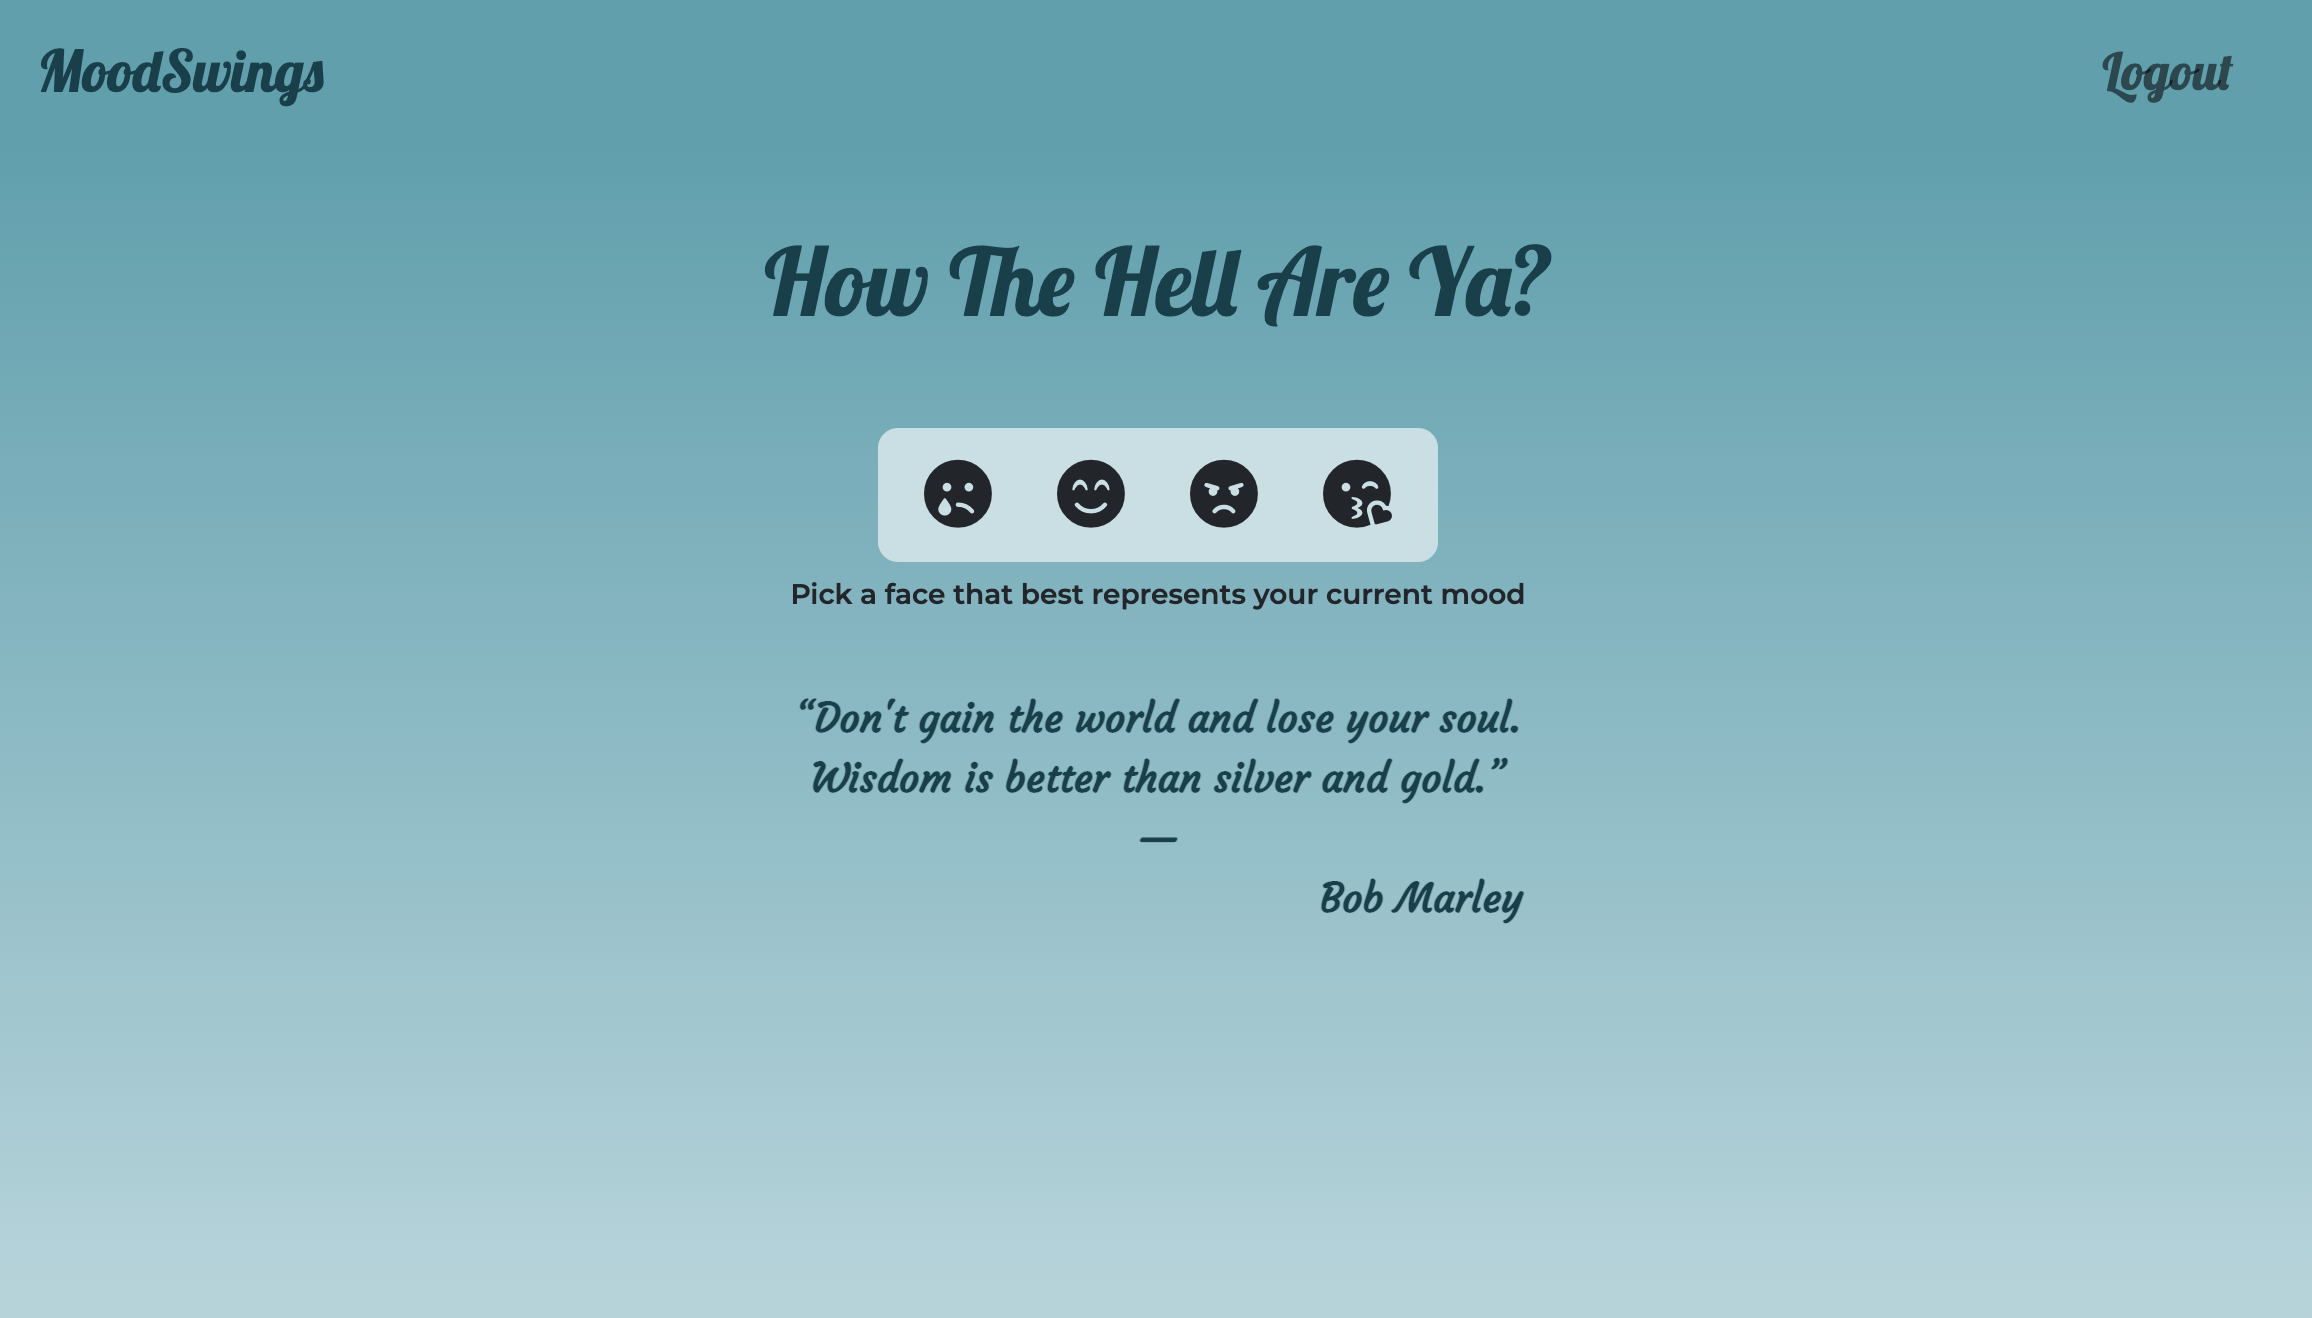 MoodSwings
Logout
How The Hell Are Ya?
Pick a face that best represents your current mood
“Don't gain the world and lose your soul.
Wisdom is better than silver and gold.”
—
Bob Marley